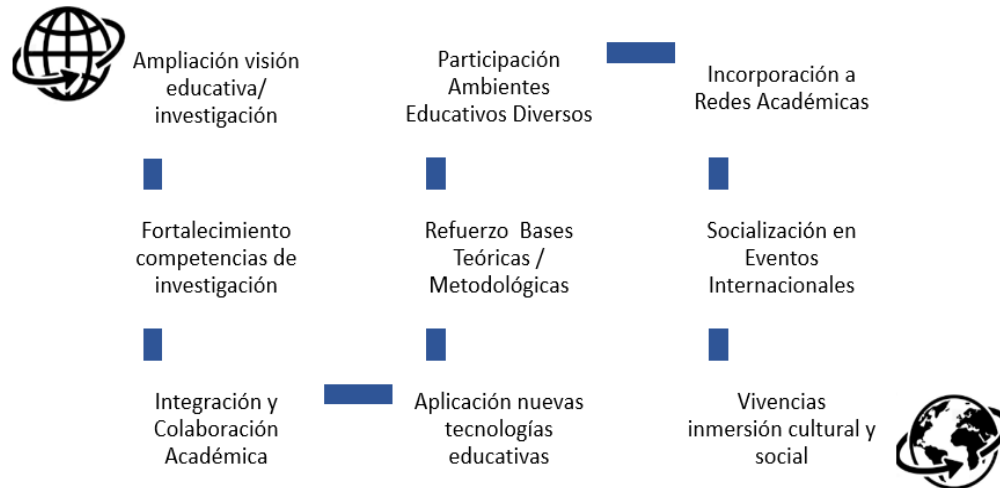 Ampliación visión
educativa/
investigación
Fortalecimiento
competencias de
investigación
Integración y
Colaboración
Académica
Aplicación nuevas
tecnologías
educativas
Refuerzo Bases
Teóricas /
Metodológicas
Participación
Ambientes
Educativos Diversos
Incorporación a
Redes Académicas
Socialización en
Eventos
Internacionales
Vivencias
inmersión cultural y
social